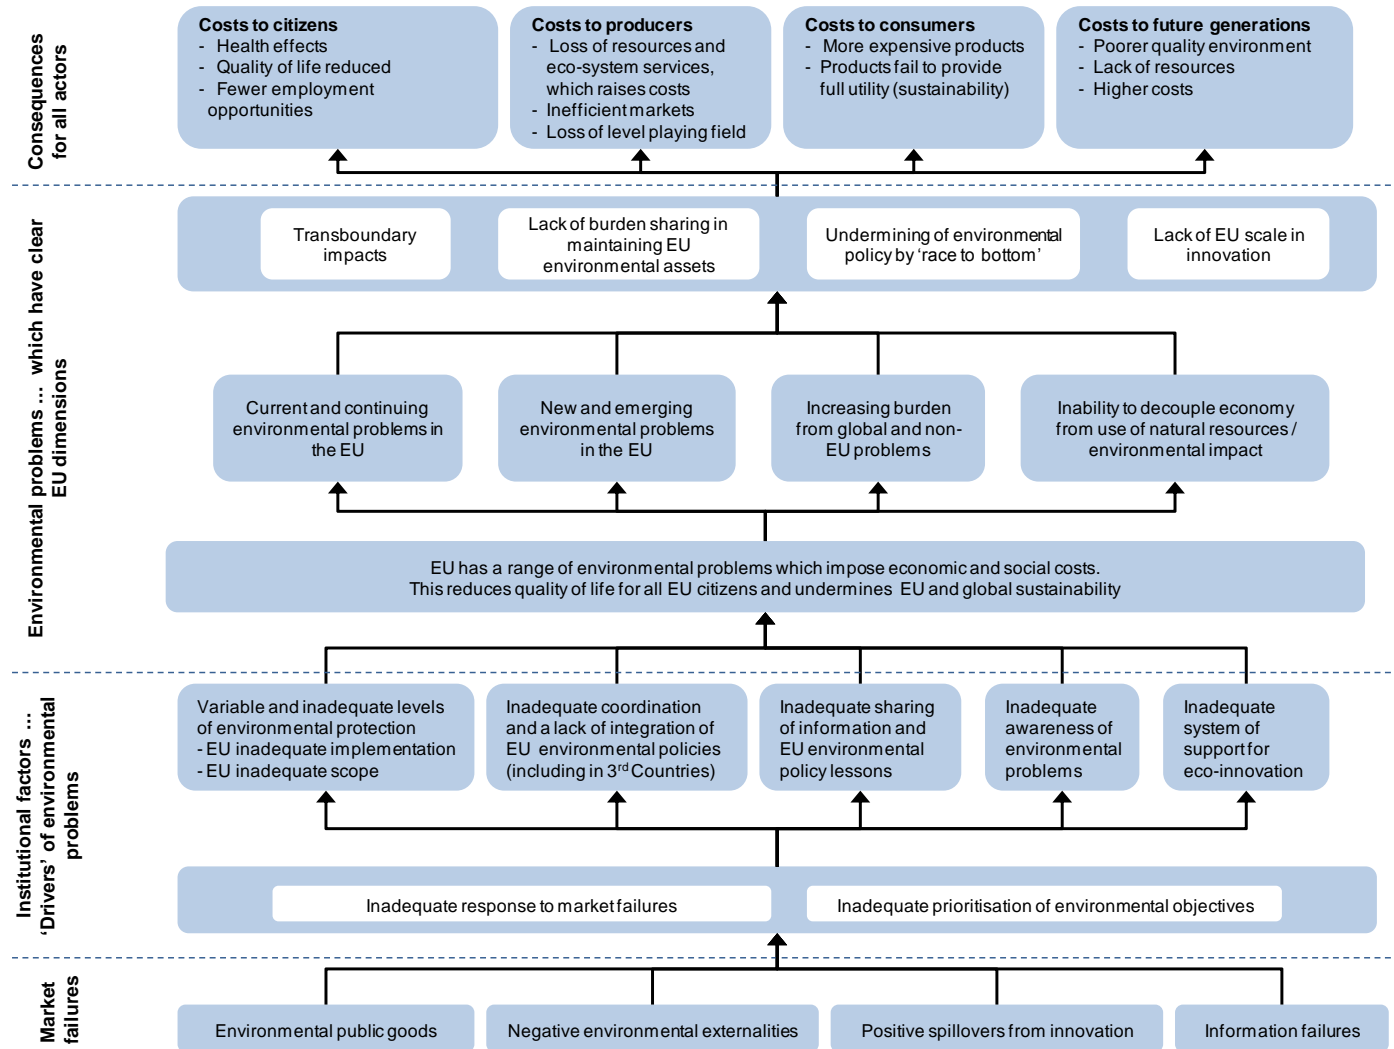 Consequences
for all actors
Costs to citizens
- Health effects
- Quality of life reduced
- Fewer employment
opportunities
Costs to producers
- Loss of resources and
eco-system services,
which raises costs
- Inefficient markets
- Loss of level playing field
Costs to consumers
- More expensive products
- Products fail to provide
full utility (sustainability)
Costs to future generations
- Poorer quality environment
- Lack of resources
- Higher costs
Environmental problems ... which have clear
EU dimensions
Transboundary
impacts
Lack of burden sharing in
maintaining EU
environmental assets
Undermining of environmental
policy by ‘race to bottom’
Lack of EU scale in
innovation
Current and continuing
environmental problems in
the EU
New and emerging
environmental problems
in the EU
Increasing burden
from global and non-
EU problems
Inability to decouple economy
from use of natural resources /
environmental impact
EU has a range of environmental problems which impose economic and social costs.
This reduces quality of life for all EU citizens and undermines EU and global sustainability
Institutional factors ...
‘Drivers’ of environmental
problems
Variable and inadequate levels
of environmental protection
- EU inadequate implementation
- EU inadequate scope
Inadequate coordination
and a lack of integration of
EU environmental policies
(including in 3rd Countries)
Inadequate sharing
of information and
EU environmental
policy lessons
Inadequate
awareness of
environmental
problems
Inadequate
system of
support for
eco-innovation
Inadequate response to market failures
Inadequate prioritisation of environmental objectives
Market
failures
Environmental public goods
Negative environmental externalities
Positive spillovers from innovation
Information failures